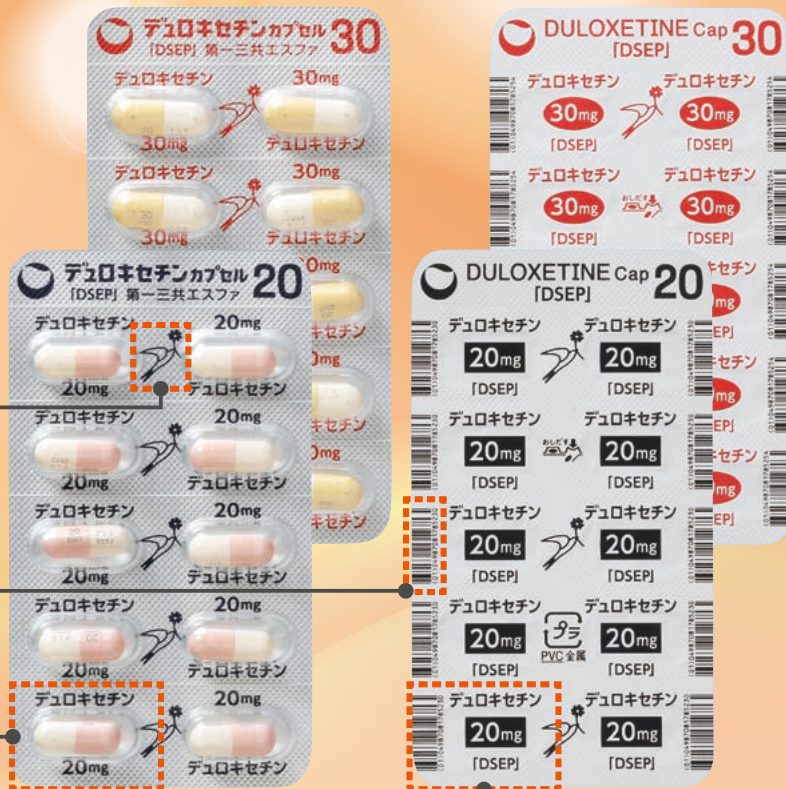 デュロキセチンカプセル 30
「DSEP」 第一三共エスファ
デュロキセチン 30mg
30mg デュロキセチン
デュロキセチン 30mg
30mg デュロキセチン
DULOXETINE Cap 30
「DSEP」
デュロキセチン デュロキセチン
30mg 30mg
「DSEP」 「DSEP」
デュロキセチン デュロキセチン
30mg おしだす 30mg
「DSEP」 「DSEP」
デュロキセチンカプセル 20
「DSEP」 第一三共エスファ
デュロキセチン 20mg
20mg デュロキセチン
デュロキセチン 20mg
20mg デュロキセチン
デュロキセチン 20mg
20mg デュロキセチン
デュロキセチン 20mg
20mg デュロキセチン
デュロキセチン 20mg
20mg デュロキセチン
DULOXETINE Cap 20
「DSEP」
デュロキセチン デュロキセチン
20mg 20mg
「DSEP」 「DSEP」
デュロキセチン デュロキセチン
20mg おしだす 20mg
「DSEP」 「DSEP」
デュロキセチン デュロキセチン
20mg 20mg
「DSEP」 「DSEP」
デュロキセチン デュロキセチン
20mg プラ 20mg
「DSEP」 PVC 金属 「DSEP」
デュロキセチン デュロキセチン
20mg 20mg
「DSEP」 「DSEP」